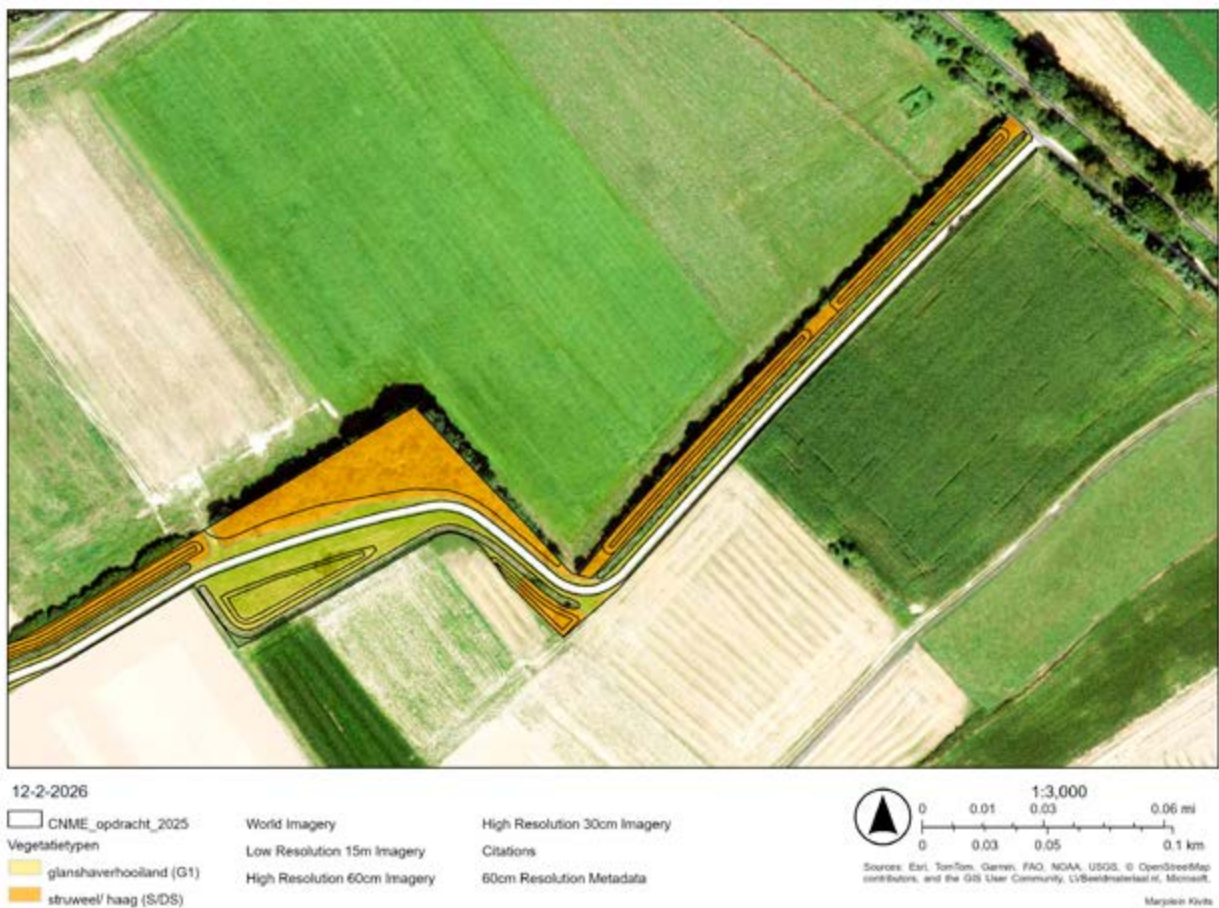 12-2-2026
CNME_opdracht_2025
Vegetatietypen
glanshaverhooiland (G1)
struweel/ haag (S/DS)
World Imagery
Low Resolution 15m Imagery
High Resolution 60cm Imagery
High Resolution 30cm Imagery
Citations
60cm Resolution Metadata
1:3,000
0 0.01 0.03 0.06 mi
0 0.03 0.05 0.1 km
Sources: Esri, TomTom, Garmin, FAO, NOAA, USGS, © OpenStreetMap
contributors, and the GIS User Community, LVBeeldmateriaal.nl, Microsoft,
Marjolein Kivits